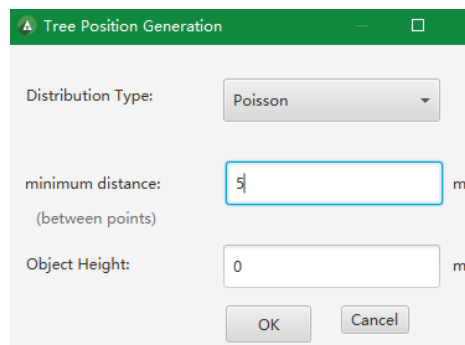 Tree Position Generation
Distribution Type:
Poisson
minimum distance:
5
m
(between points)
Object Height:
0
m
OK
Cancel